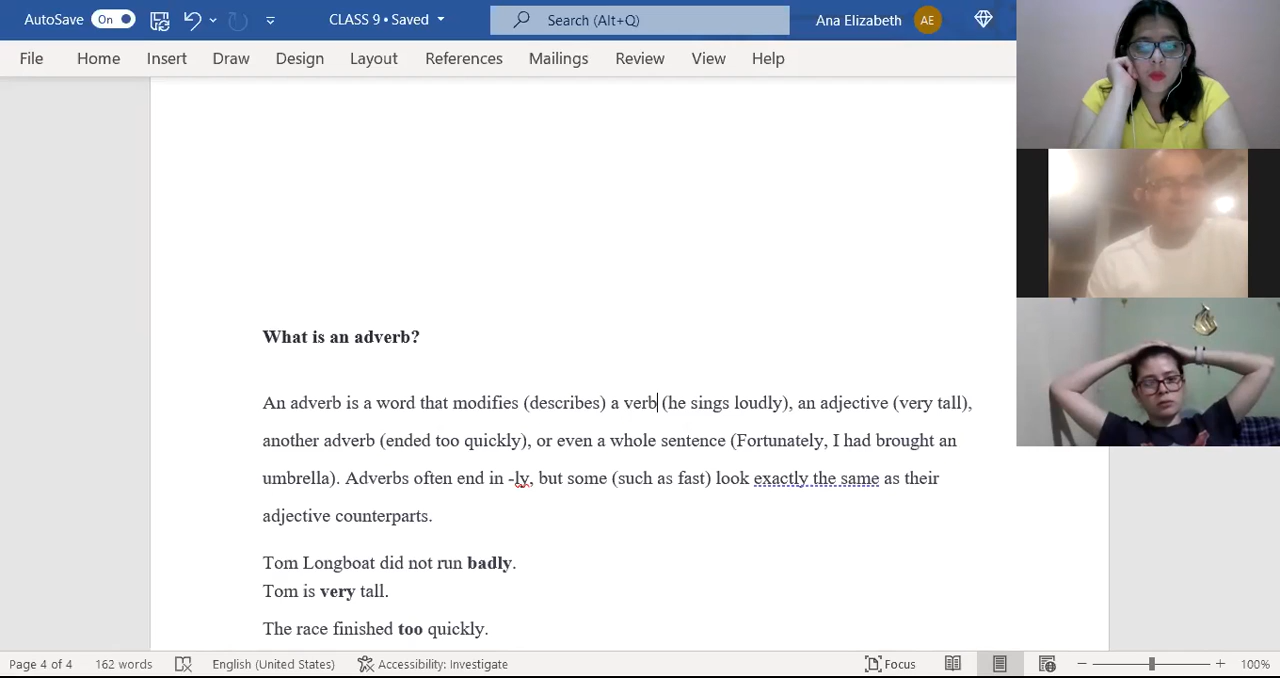 AutoSave On CLASS 9 • Saved Search (Alt+Q) Ana Elizabeth AE
File Home Insert Draw Design Layout References Mailings Review View Help
What is an adverb?
An adverb is a word that modifies (describes) a verb (he sings loudly), an adjective (very tall),
another adverb (ended too quickly), or even a whole sentence (Fortunately, I had brought an
umbrella). Adverbs often end in -ly, but some (such as fast) look exactly the same as their
adjective counterparts.
Tom Longboat did not run badly.
Tom is very tall.
The race finished too quickly.
Page 4 of 4 162 words English (United States) Accessibility: Investigate Focus 100%